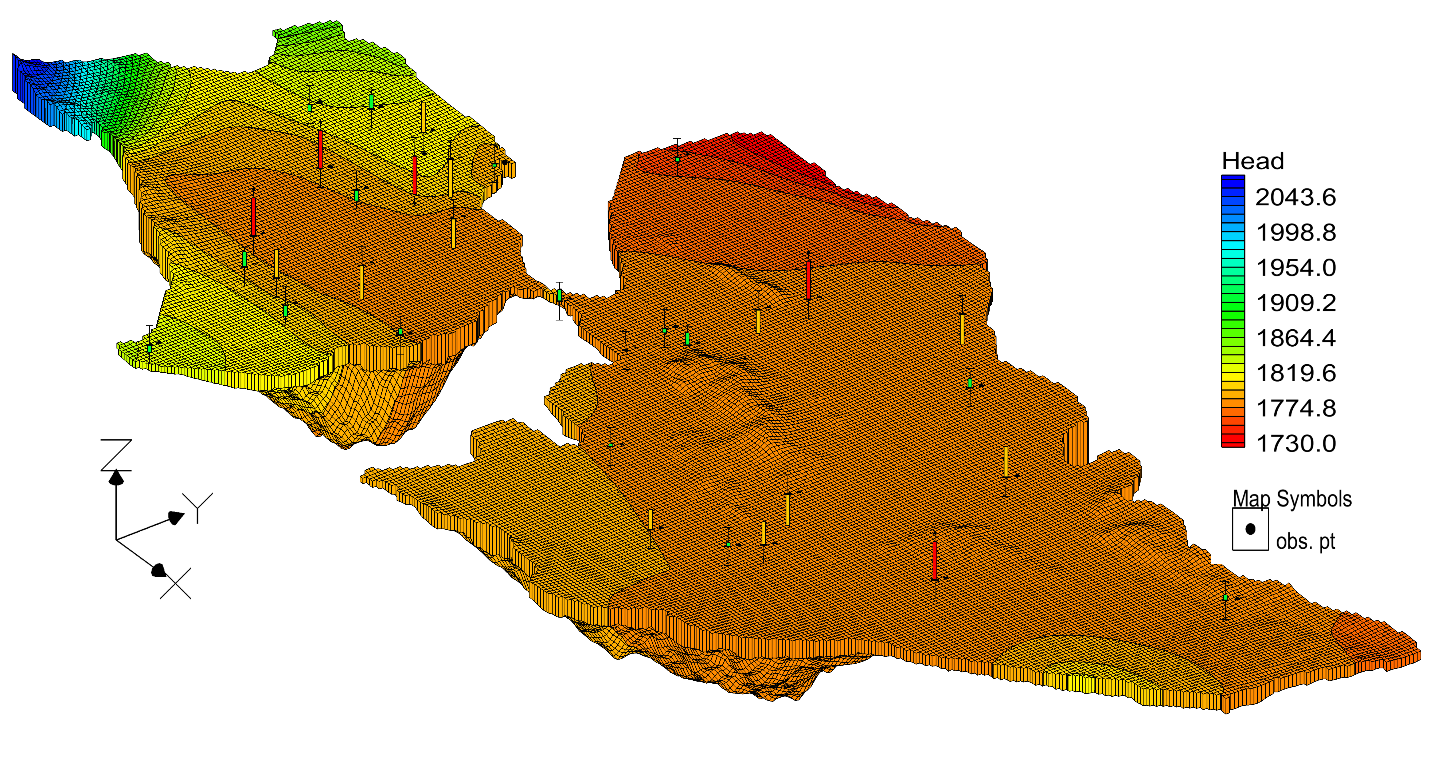 Head
2043.6
1998.8
1954.0
1909.2
1864.4
1819.6
1774.8
1730.0
Z
Y
X
Map Symbols
obs. pt